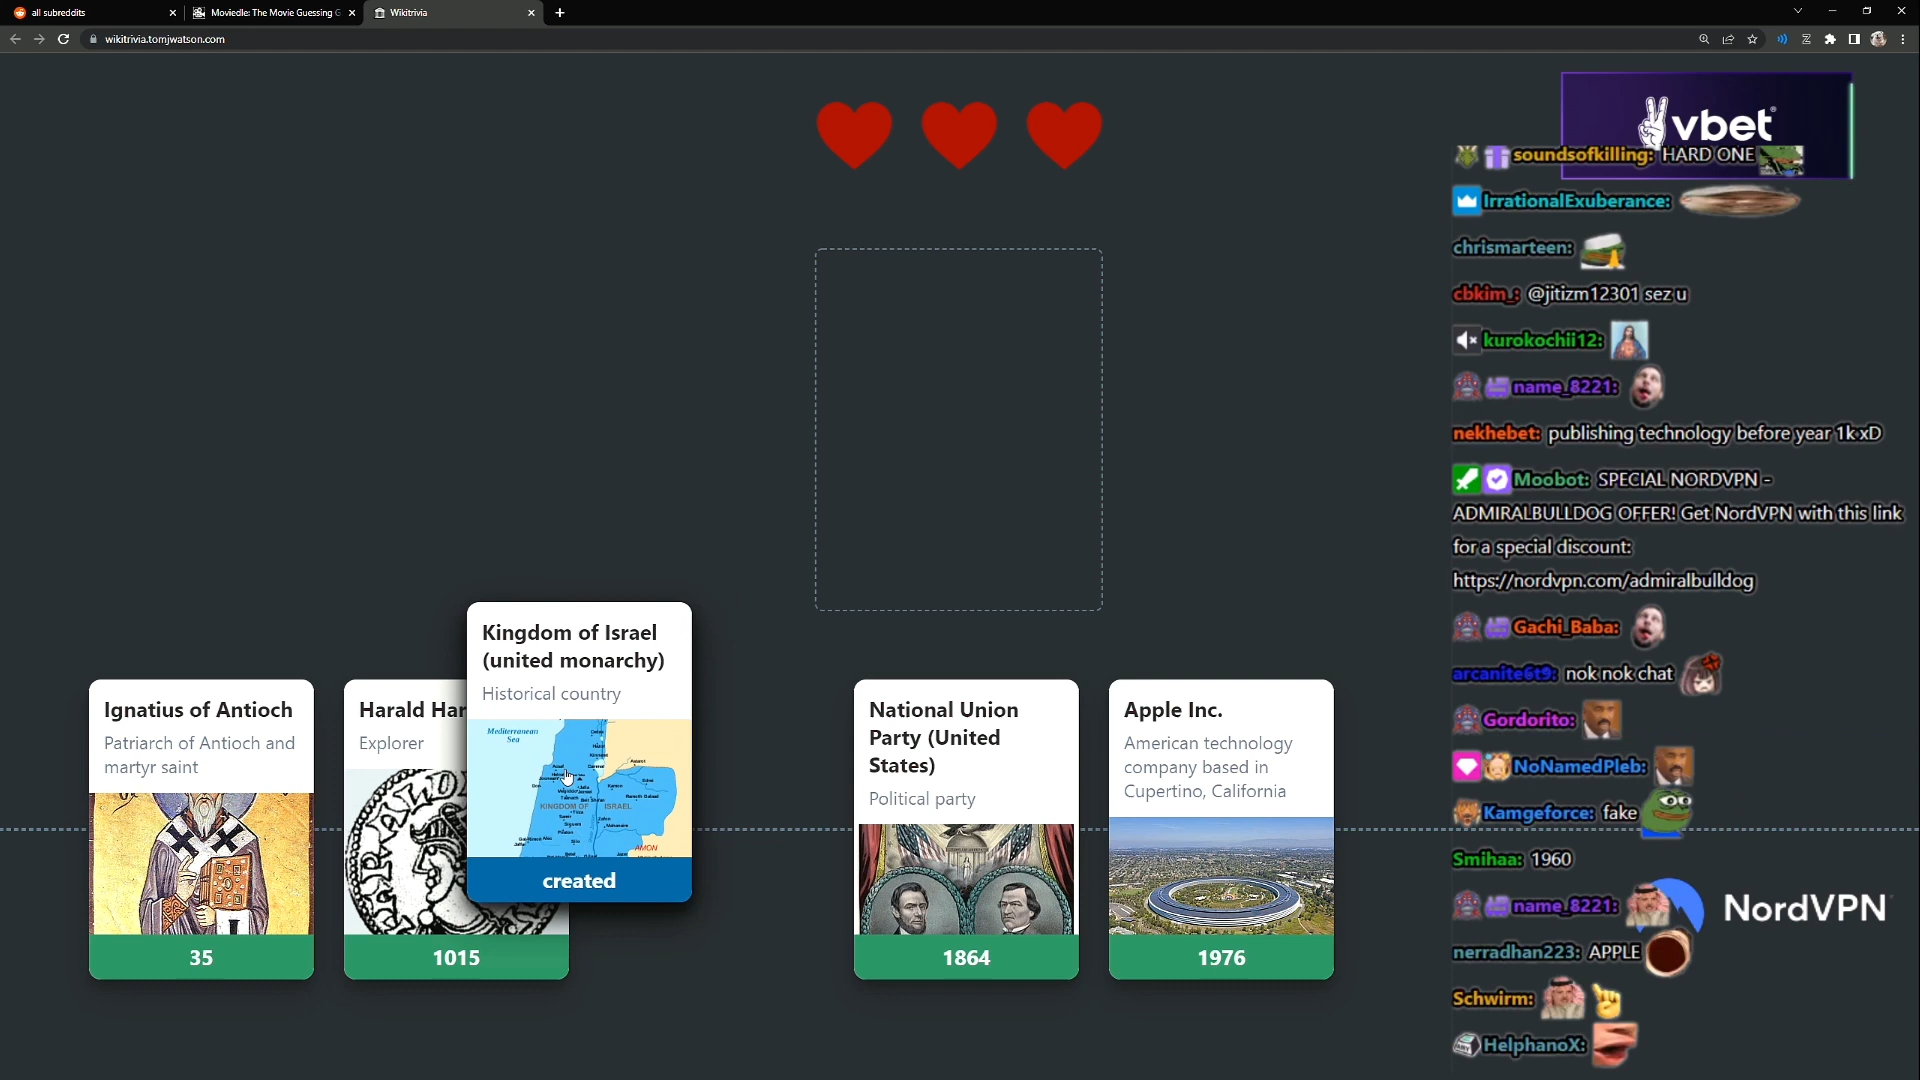 all subreddits
Moviedle: The Movie Guessing G
Wikitrivia
wikitrivia.tomjwatson.com
vbet
soundsofkilling: HARD ONE
IrrationalExuberance:
chrismarteen:
cbkim_: @jitizm12301 sez u
kurokochii12:
name_8221:
nekhebet: publishing technology before year 1k xD
Moobot: SPECIAL NORDVPN -
ADMIRALBULLDOG OFFER! Get NordVPN with this link
for a special discount:
https://nordvpn.com/admiralbulldog
Gachi_Baba:
arcanite6t9: nok nok chat
Gordorito:
NoNamedPleb:
Kamgeforce: fake
Smihaa: 1960
name_8221:
NordVPN
nerradhan223: APPLE
Schwirm:
HelphanoX:
Ignatius of Antioch
Patriarch of Antioch and
martyr saint
35
Harald Har
Explorer
1015
Kingdom of Israel
(united monarchy)
Historical country
Mediterranean
Sea
KINGDOM OF ISRAEL
AMON
created
National Union
Party (United
States)
Political party
1864
Apple Inc.
American technology
company based in
Cupertino, California
1976